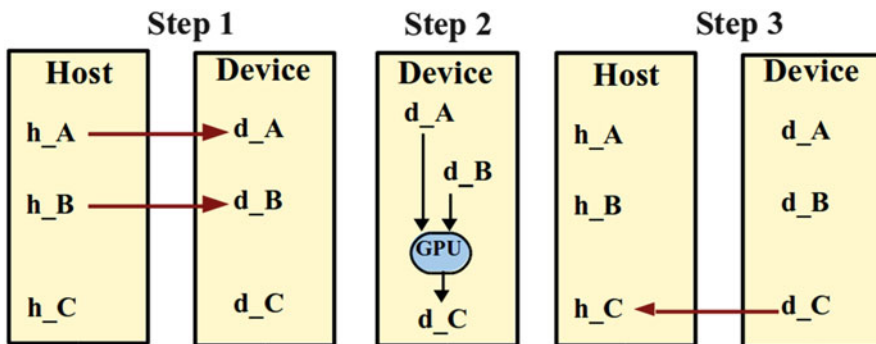 Step 1
Step 2
Step 3
Host
Device
h_A
d_A
h_B
d_B
h_C
d_C
Device
d_A
d_B
GPU
d_C
Host
Device
h_A
d_A
h_B
d_B
h_C
d_C